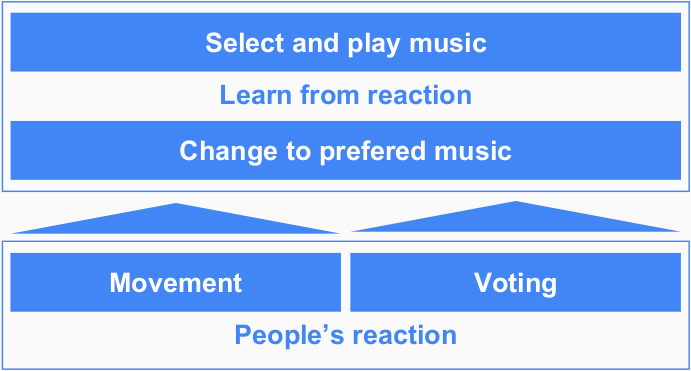 Select and play music
Learn from reaction
Change to prefered music
Movement
Voting
People’s reaction